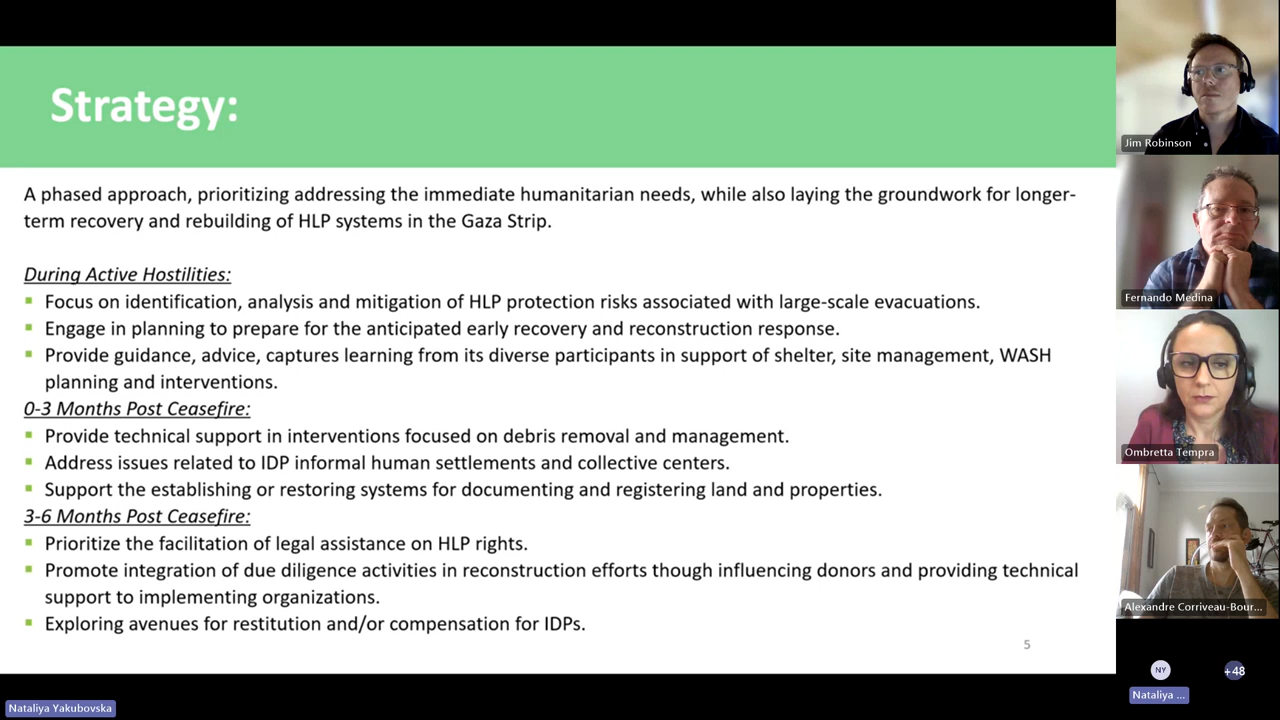 Strategy:
A phased approach, prioritizing addressing the immediate humanitarian needs, while also laying the groundwork for longer-
term recovery and rebuilding of HLP systems in the Gaza Strip.
During Active Hostilities:
▪ Focus on identification, analysis and mitigation of HLP protection risks associated with large-scale evacuations.
▪ Engage in planning to prepare for the anticipated early recovery and reconstruction response.
▪ Provide guidance, advice, captures learning from its diverse participants in support of shelter, site management, WASH
planning and interventions.
0-3 Months Post Ceasefire:
▪ Provide technical support in interventions focused on debris removal and management.
▪ Address issues related to IDP informal human settlements and collective centers.
▪ Support the establishing or restoring systems for documenting and registering land and properties.
3-6 Months Post Ceasefire:
▪ Prioritize the facilitation of legal assistance on HLP rights.
▪ Promote integration of due diligence activities in reconstruction efforts though influencing donors and providing technical
support to implementing organizations.
▪ Exploring avenues for restitution and/or compensation for IDPs.
5
Nataliya Yakubovska
Jim Robinson
Fernando Medina
Ombretta Tempra
Alexandre Corriveau-Bour...
NY
+48
Nataliya ...